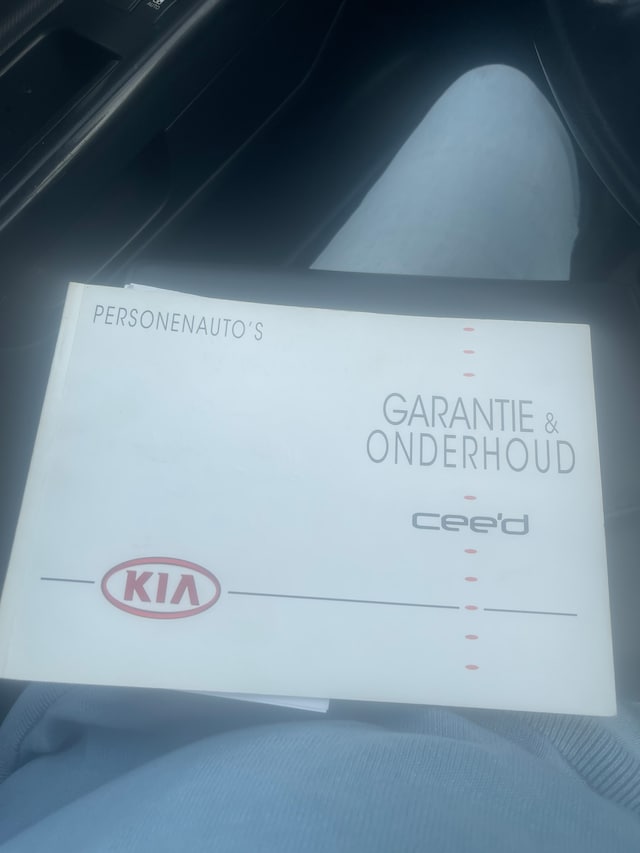 PERSONENAUTO'S
GARANTIE &
ONDERHOUD
cee'd
KIA